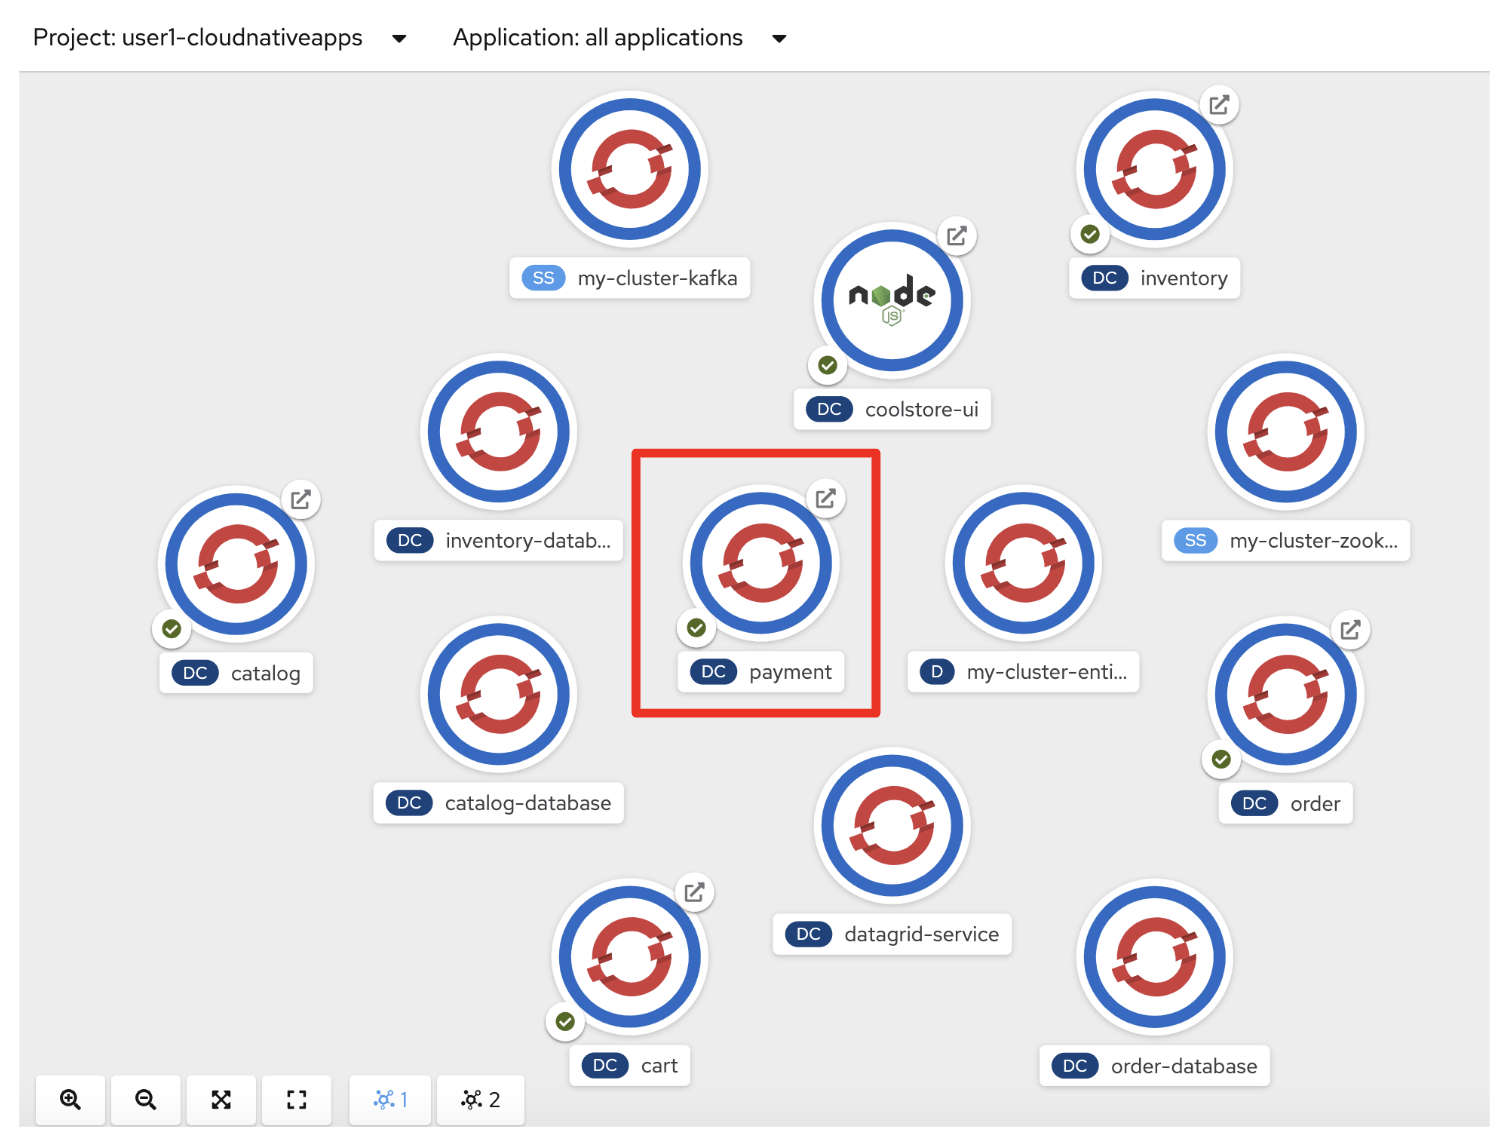 Project: user1-cloudnativeapps Application: all applications
SS my-cluster-kafka
DC inventory
node
JS
DC coolstore-ui
DC inventory-datab...
SS my-cluster-zook...
DC catalog
DC payment
D my-cluster-enti...
DC catalog-database
DC order
DC datagrid-service
DC cart
DC order-database
1 2